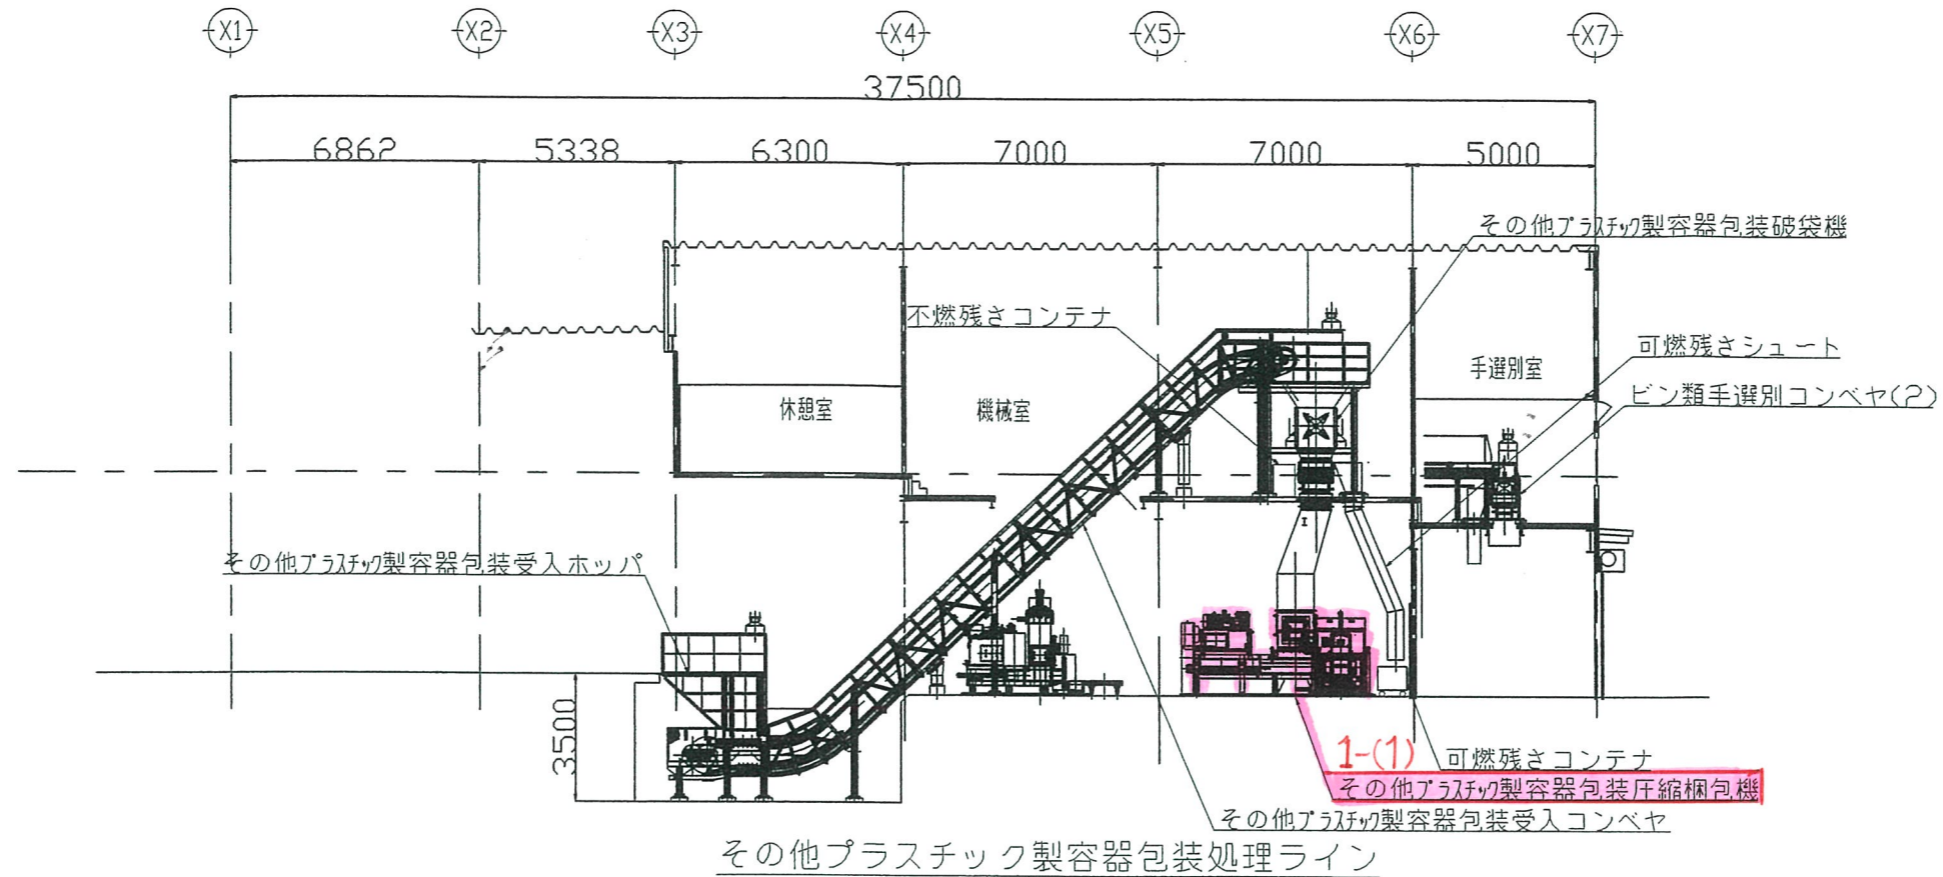 X1 X2 X3 X4 X5 X6 X7
37500
6862 5338 6300 7000 7000 5000
その他プラスチック製容器包装破袋機
不燃残さコンテナ
可燃残さシュート
手選別室
ビン類手選別コンベヤ(2)
休憩室
機械室
その他プラスチック製容器包装受入ホッパ
3500
1-(1)
可燃残さコンテナ
その他プラスチック製容器包装圧縮梱包機
その他プラスチック製容器包装受入コンベヤ
その他プラスチック製容器包装処理ライン